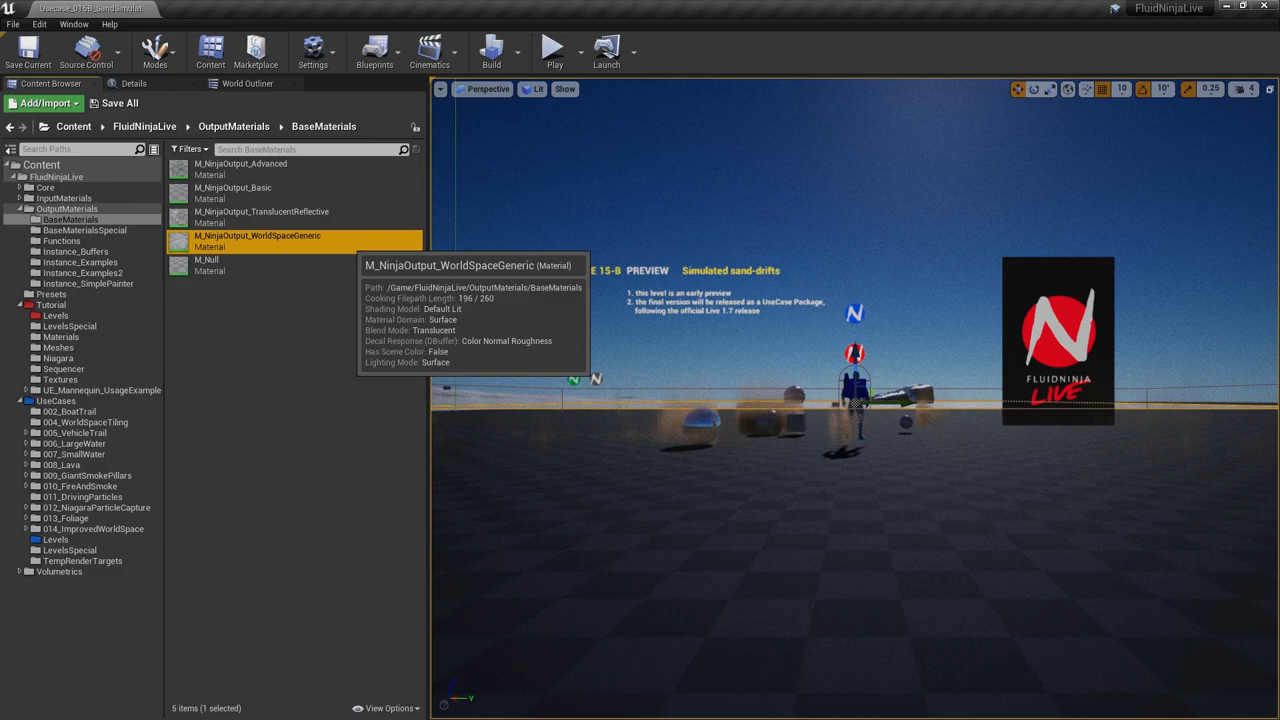 Usecase_015B_SandSimulat
FluidNinjaLive
File Edit Window Help
Save Current Source Control Modes Content Marketplace Settings Blueprints Cinematics Build Play Launch
Content Browser Details World Outliner
Add/Import Save All
Content FluidNinjaLive OutputMaterials BaseMaterials
Search Paths
Filters Search BaseMaterials
Content
FluidNinjaLive
Core
InputMaterials
OutputMaterials
BaseMaterials
BaseMaterialsSpecial
Functions
Instance_Buffers
Instance_Examples
Instance_Examples2
Instance_SimplePainter
Presets
Tutorial
Levels
LevelsSpecial
Materials
Meshes
Niagara
Sequencer
Textures
UE_Mannequin_UsageExample
UseCases
002_BoatTrail
004_WorldSpaceTiling
005_VehicleTrail
006_LargeWater
007_SmallWater
008_Lava
009_GiantSmokePillars
010_FireAndSmoke
011_DrivingParticles
012_NiagaraParticleCapture
013_Foliage
014_ImprovedWorldSpace
Levels
LevelsSpecial
TempRenderTargets
Volumetrics
M_NinjaOutput_Advanced
Material
M_NinjaOutput_Basic
Material
M_NinjaOutput_TranslucentReflective
Material
M_NinjaOutput_WorldSpaceGeneric
Material
M_Null
Material
5 items (1 selected) View Options
M_NinjaOutput_WorldSpaceGeneric (Material)
Path: /Game/FluidNinjaLive/OutputMaterials/BaseMaterials
Cooking Filepath Length: 196 / 260
Shading Model: Default Lit
Material Domain: Surface
Blend Mode: Translucent
Decal Response (DBuffer): Color Normal Roughness
Has Scene Color: False
Lighting Mode: Surface
Perspective Lit Show
10 10° 0.25 4
E 15-B PREVIEW Simulated sand-drifts
1. this level is an early preview
2. the final version will be released as a UseCase Package,
following the official Live 1.7 release
N
N
N N
N
FLUIDNINJA
LIVE
Y